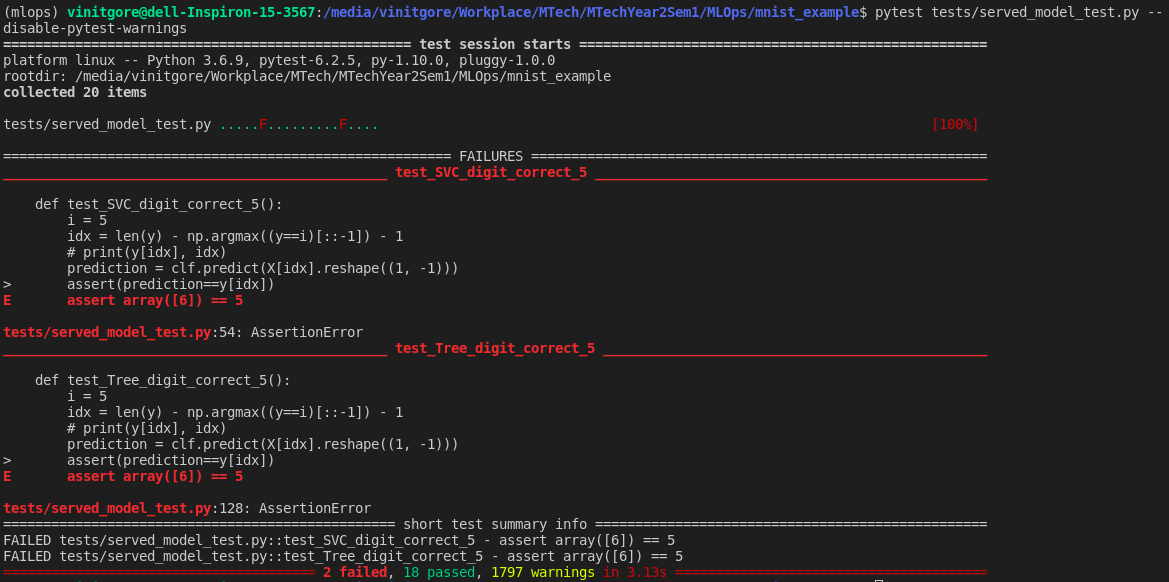 (mlops) vinitgore@dell-Inspiron-15-3567:/media/vinitgore/Workplace/MTech/MTechYear2Sem1/MLOps/mnist_example$ pytest tests/served_model_test.py --
disable-pytest-warnings
=================================================== test session starts ===================================================
platform linux -- Python 3.6.9, pytest-6.2.5, py-1.10.0, pluggy-1.0.0
rootdir: /media/vinitgore/Workplace/MTech/MTechYear2Sem1/MLOps/mnist_example
collected 20 items

tests/served_model_test.py .....F.........F.... [100%]

======================================================== FAILURES =========================================================
________________________________________________ test_SVC_digit_correct_5 _________________________________________________

    def test_SVC_digit_correct_5():
        i = 5
        idx = len(y) - np.argmax((y==i)[::-1]) - 1
        # print(y[idx], idx)
        prediction = clf.predict(X[idx].reshape((1, -1)))
>       assert(prediction==y[idx])
E       assert array([6]) == 5

tests/served_model_test.py:54: AssertionError
________________________________________________ test_Tree_digit_correct_5 ________________________________________________

    def test_Tree_digit_correct_5():
        i = 5
        idx = len(y) - np.argmax((y==i)[::-1]) - 1
        # print(y[idx], idx)
        prediction = clf.predict(X[idx].reshape((1, -1)))
>       assert(prediction==y[idx])
E       assert array([6]) == 5

tests/served_model_test.py:128: AssertionError
================================================= short test summary info =================================================
FAILED tests/served_model_test.py::test_SVC_digit_correct_5 - assert array([6]) == 5
FAILED tests/served_model_test.py::test_Tree_digit_correct_5 - assert array([6]) == 5
======================================= 2 failed, 18 passed, 1797 warnings in 3.13s =======================================